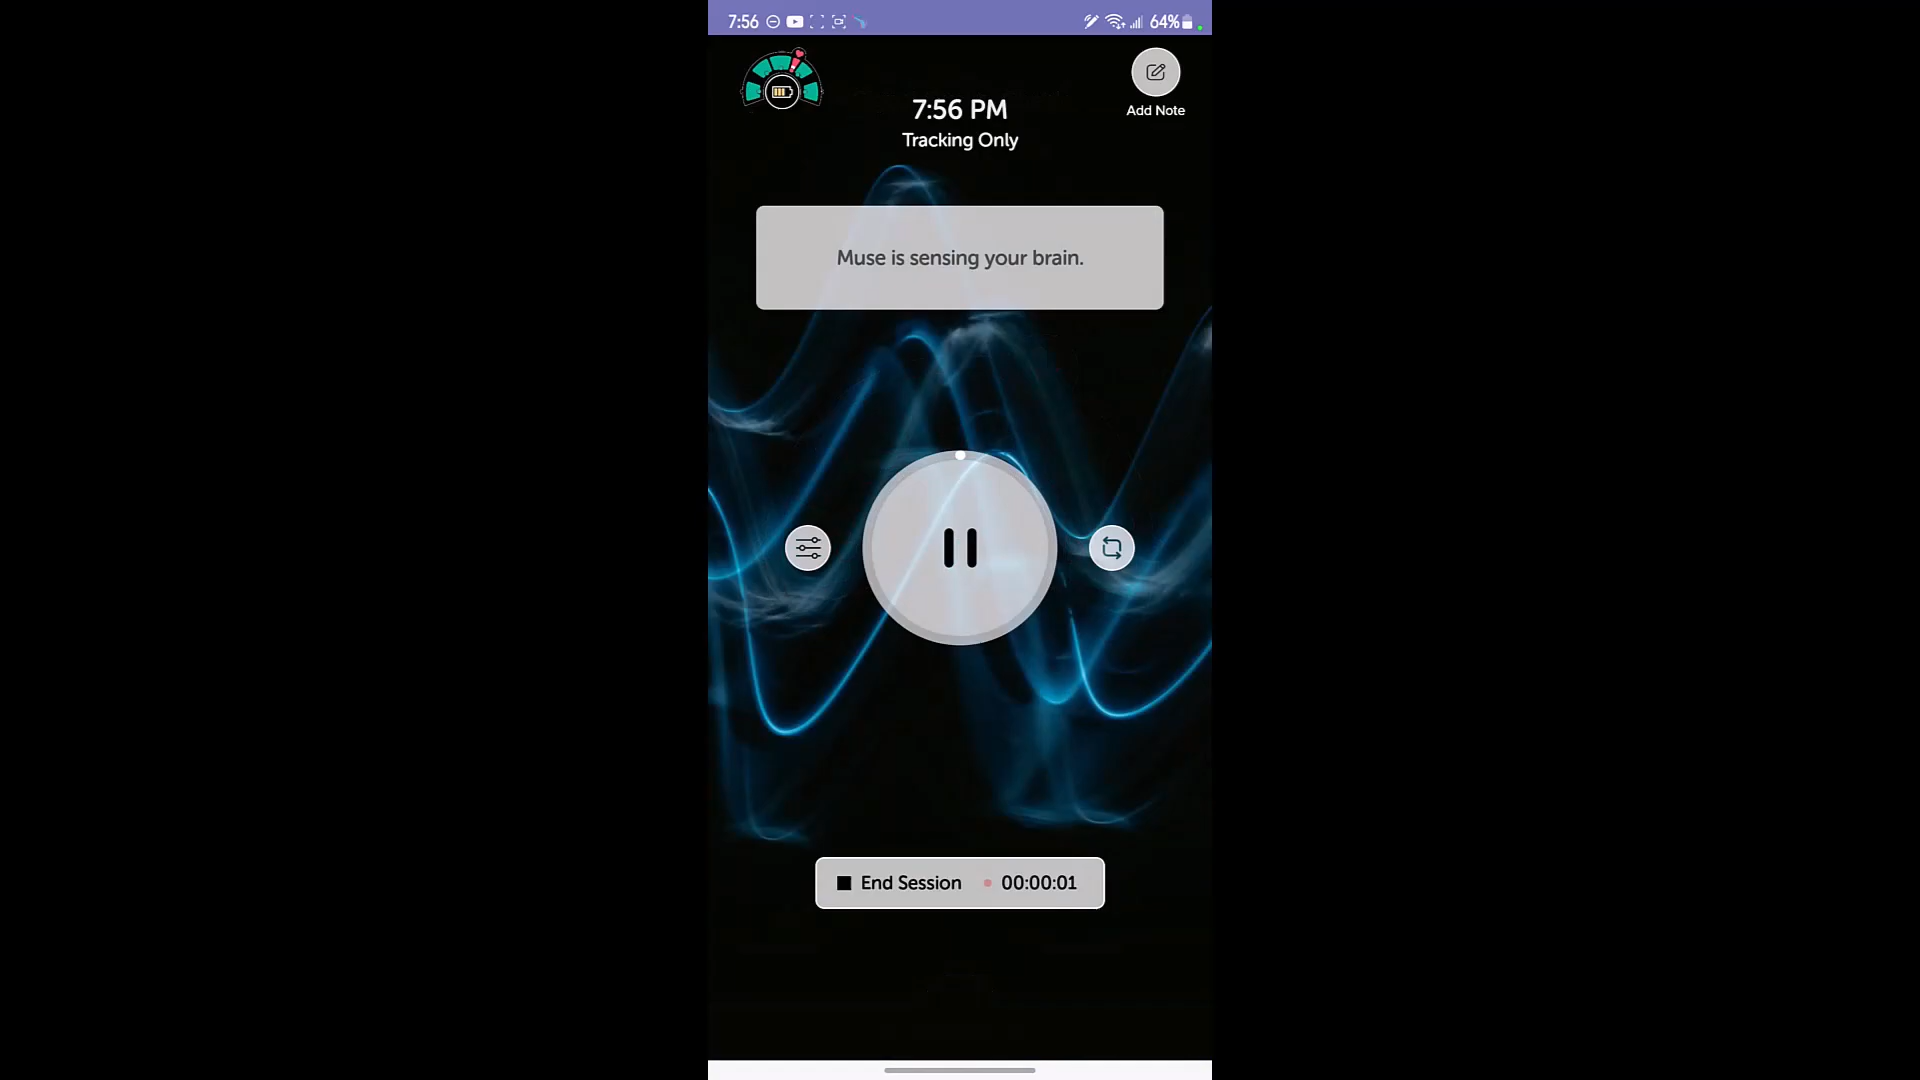 7:56
64%
7:56 PM
Tracking Only
Add Note
Muse is sensing your brain.
End Session
00:00:01